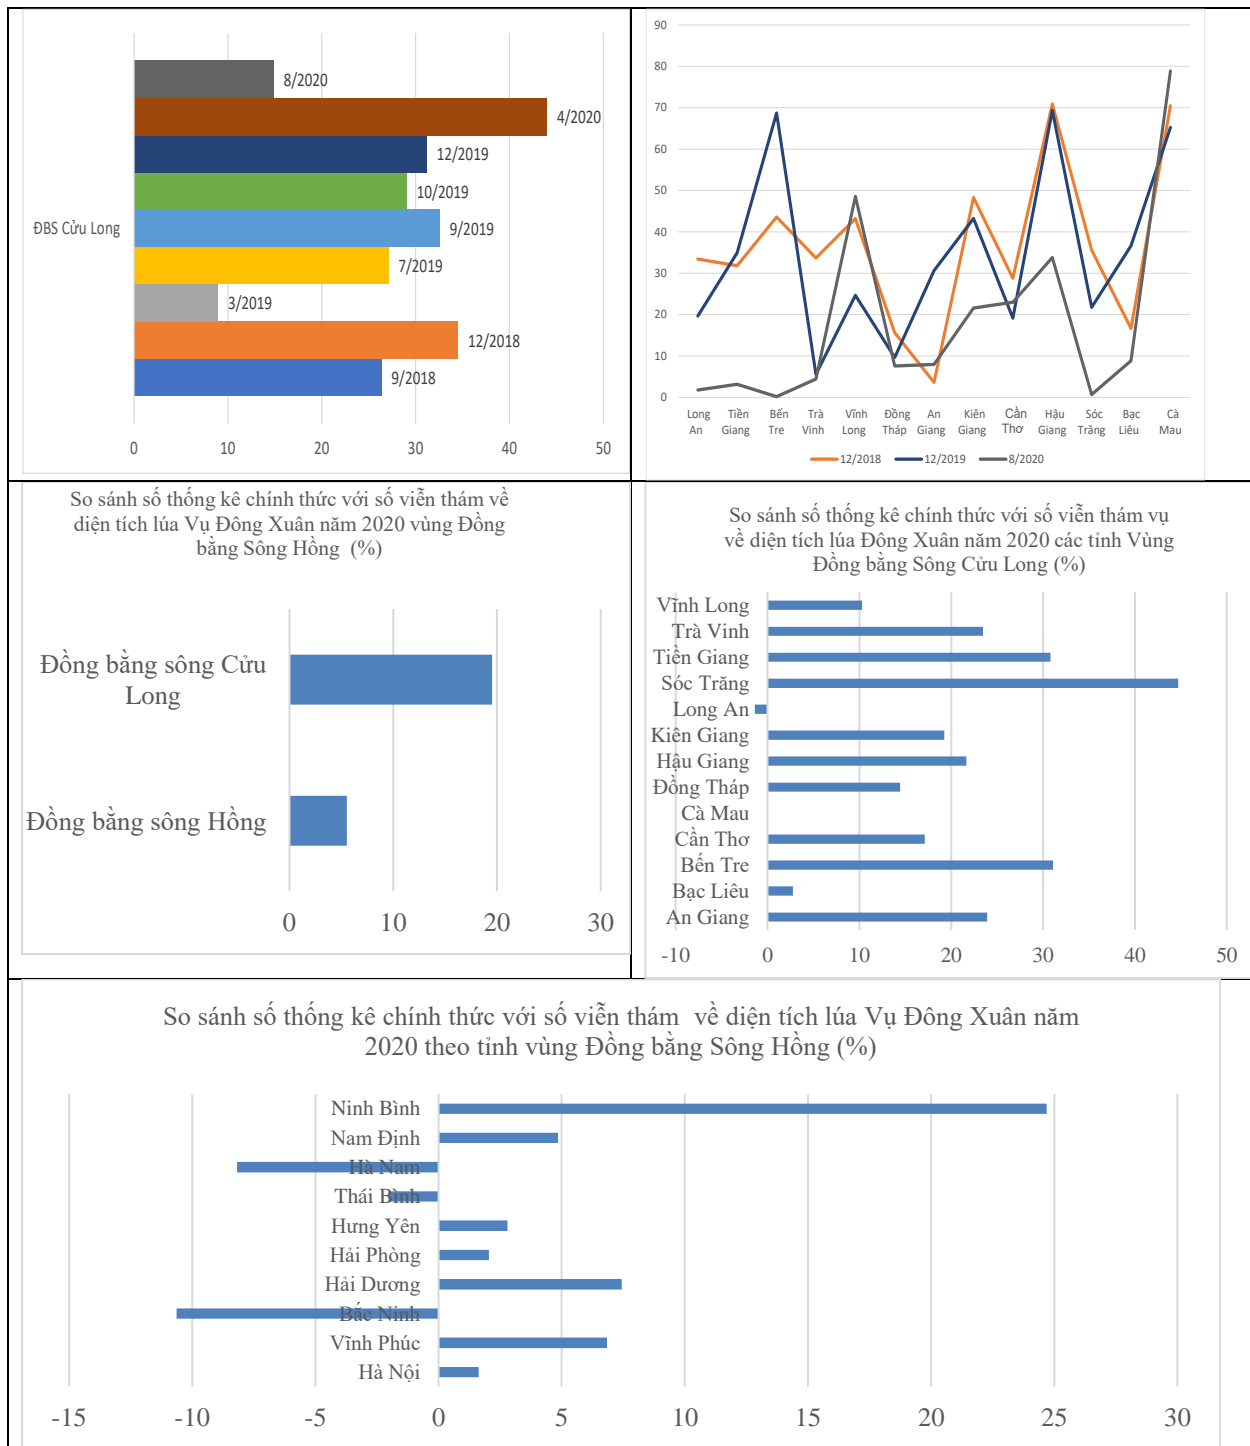 0
10
20
30
40
50
8/2020
4/2020
12/2019
10/2019
ĐBS Cửu Long
9/2019
7/2019
3/2019
12/2018
9/2018
0
10
20
30
40
50
90
80
70
60
50
40
30
20
10
0
Long An
Tiền Giang
Bến Tre
Trà Vinh
Vĩnh Long
Đồng Tháp
An Giang
Kiên Giang
Cần Thơ
Hậu Giang
Sóc Trăng
Bạc Liêu
Cà Mau
12/2018
12/2019
8/2020
So sánh số thống kê chính thức với số viễn thám về
diện tích lúa Vụ Đông Xuân năm 2020 vùng Đồng
bằng Sông Hồng (%)
Đồng bằng sông Cửu
Long
Đồng bằng sông Hồng
0
10
20
30
So sánh số thống kê chính thức với số viễn thám vụ
về diện tích lúa Đông Xuân năm 2020 các tỉnh Vùng
Đồng bằng Sông Cửu Long (%)
Vĩnh Long
Trà Vinh
Tiền Giang
Sóc Trăng
Long An
Kiên Giang
Hậu Giang
Đồng Tháp
Cà Mau
Cần Thơ
Bến Tre
Bạc Liêu
An Giang
-10
0
10
20
30
40
50
So sánh số thống kê chính thức với số viễn thám về diện tích lúa Vụ Đông Xuân năm
2020 theo tỉnh vùng Đồng bằng Sông Hồng (%)
Ninh Bình
Nam Định
Hà Nam
Thái Bình
Hưng Yên
Hải Phòng
Hải Dương
Bắc Ninh
Vĩnh Phúc
Hà Nội
-15
-10
-5
0
5
10
15
20
25
30